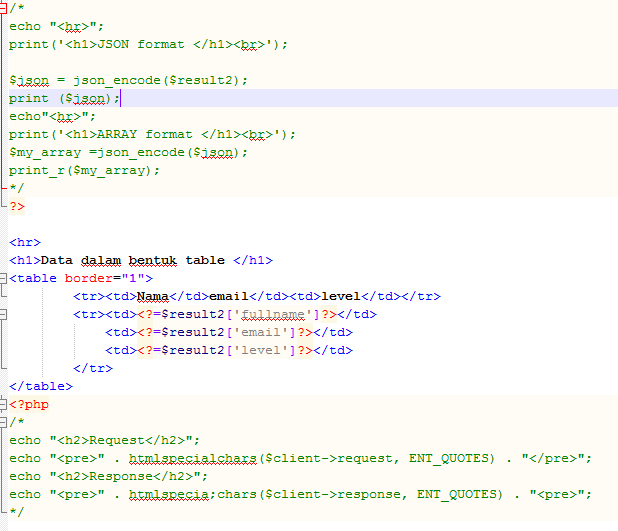 /*
echo "<hr>";
print('<h1>JSON format </h1><br>');
$json = json_encode($result2);
print ($json);
echo"<hr>";
print('<h1>ARRAY format </h1><br>');
$my_array =json_encode($json);
print_r($my_array);
*/
?>
<hr>
<h1>Data dalam bentuk table </h1>
<table border="1">
<tr><td>Nama</td>email</td><td>level</td></tr>
<tr><td><?=$result2['fullname']?></td>
<td><?=$result2['email']?></td>
<td><?=$result2['level']?></td>
</tr>
</table>
<?php
/*
echo "<h2>Request</h2>";
echo "<pre>" . htmlspecialchars($client->request, ENT_QUOTES) . "</pre>";
echo "<h2>Response</h2>";
echo "<pre>" . htmlspecia;chars($client->response, ENT_QUOTES) . "<pre>";
*/